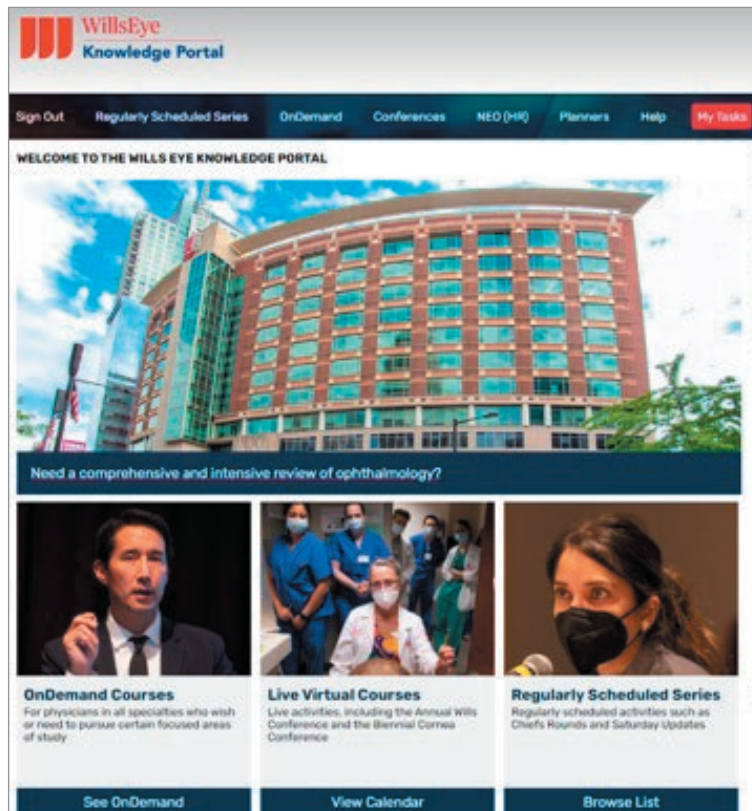 WillsEye
Knowledge Portal
Sign Out Regularly Scheduled Series OnDemand Conferences NEO (HR) Planners Help My Tasks
WELCOME TO THE WILLS EYE KNOWLEDGE PORTAL
Need a comprehensive and intensive review of ophthalmology?
OnDemand Courses
For physicians in all specialties who wish
or need to pursue certain focused areas
of study
See OnDemand
Live Virtual Courses
Live activities, including the Annual Wills
Conference and the Biennial Cornea
Conference
View Calendar
Regularly Scheduled Series
Regularly scheduled activities such as
Chiefs Rounds and Saturday Updates
Browse List